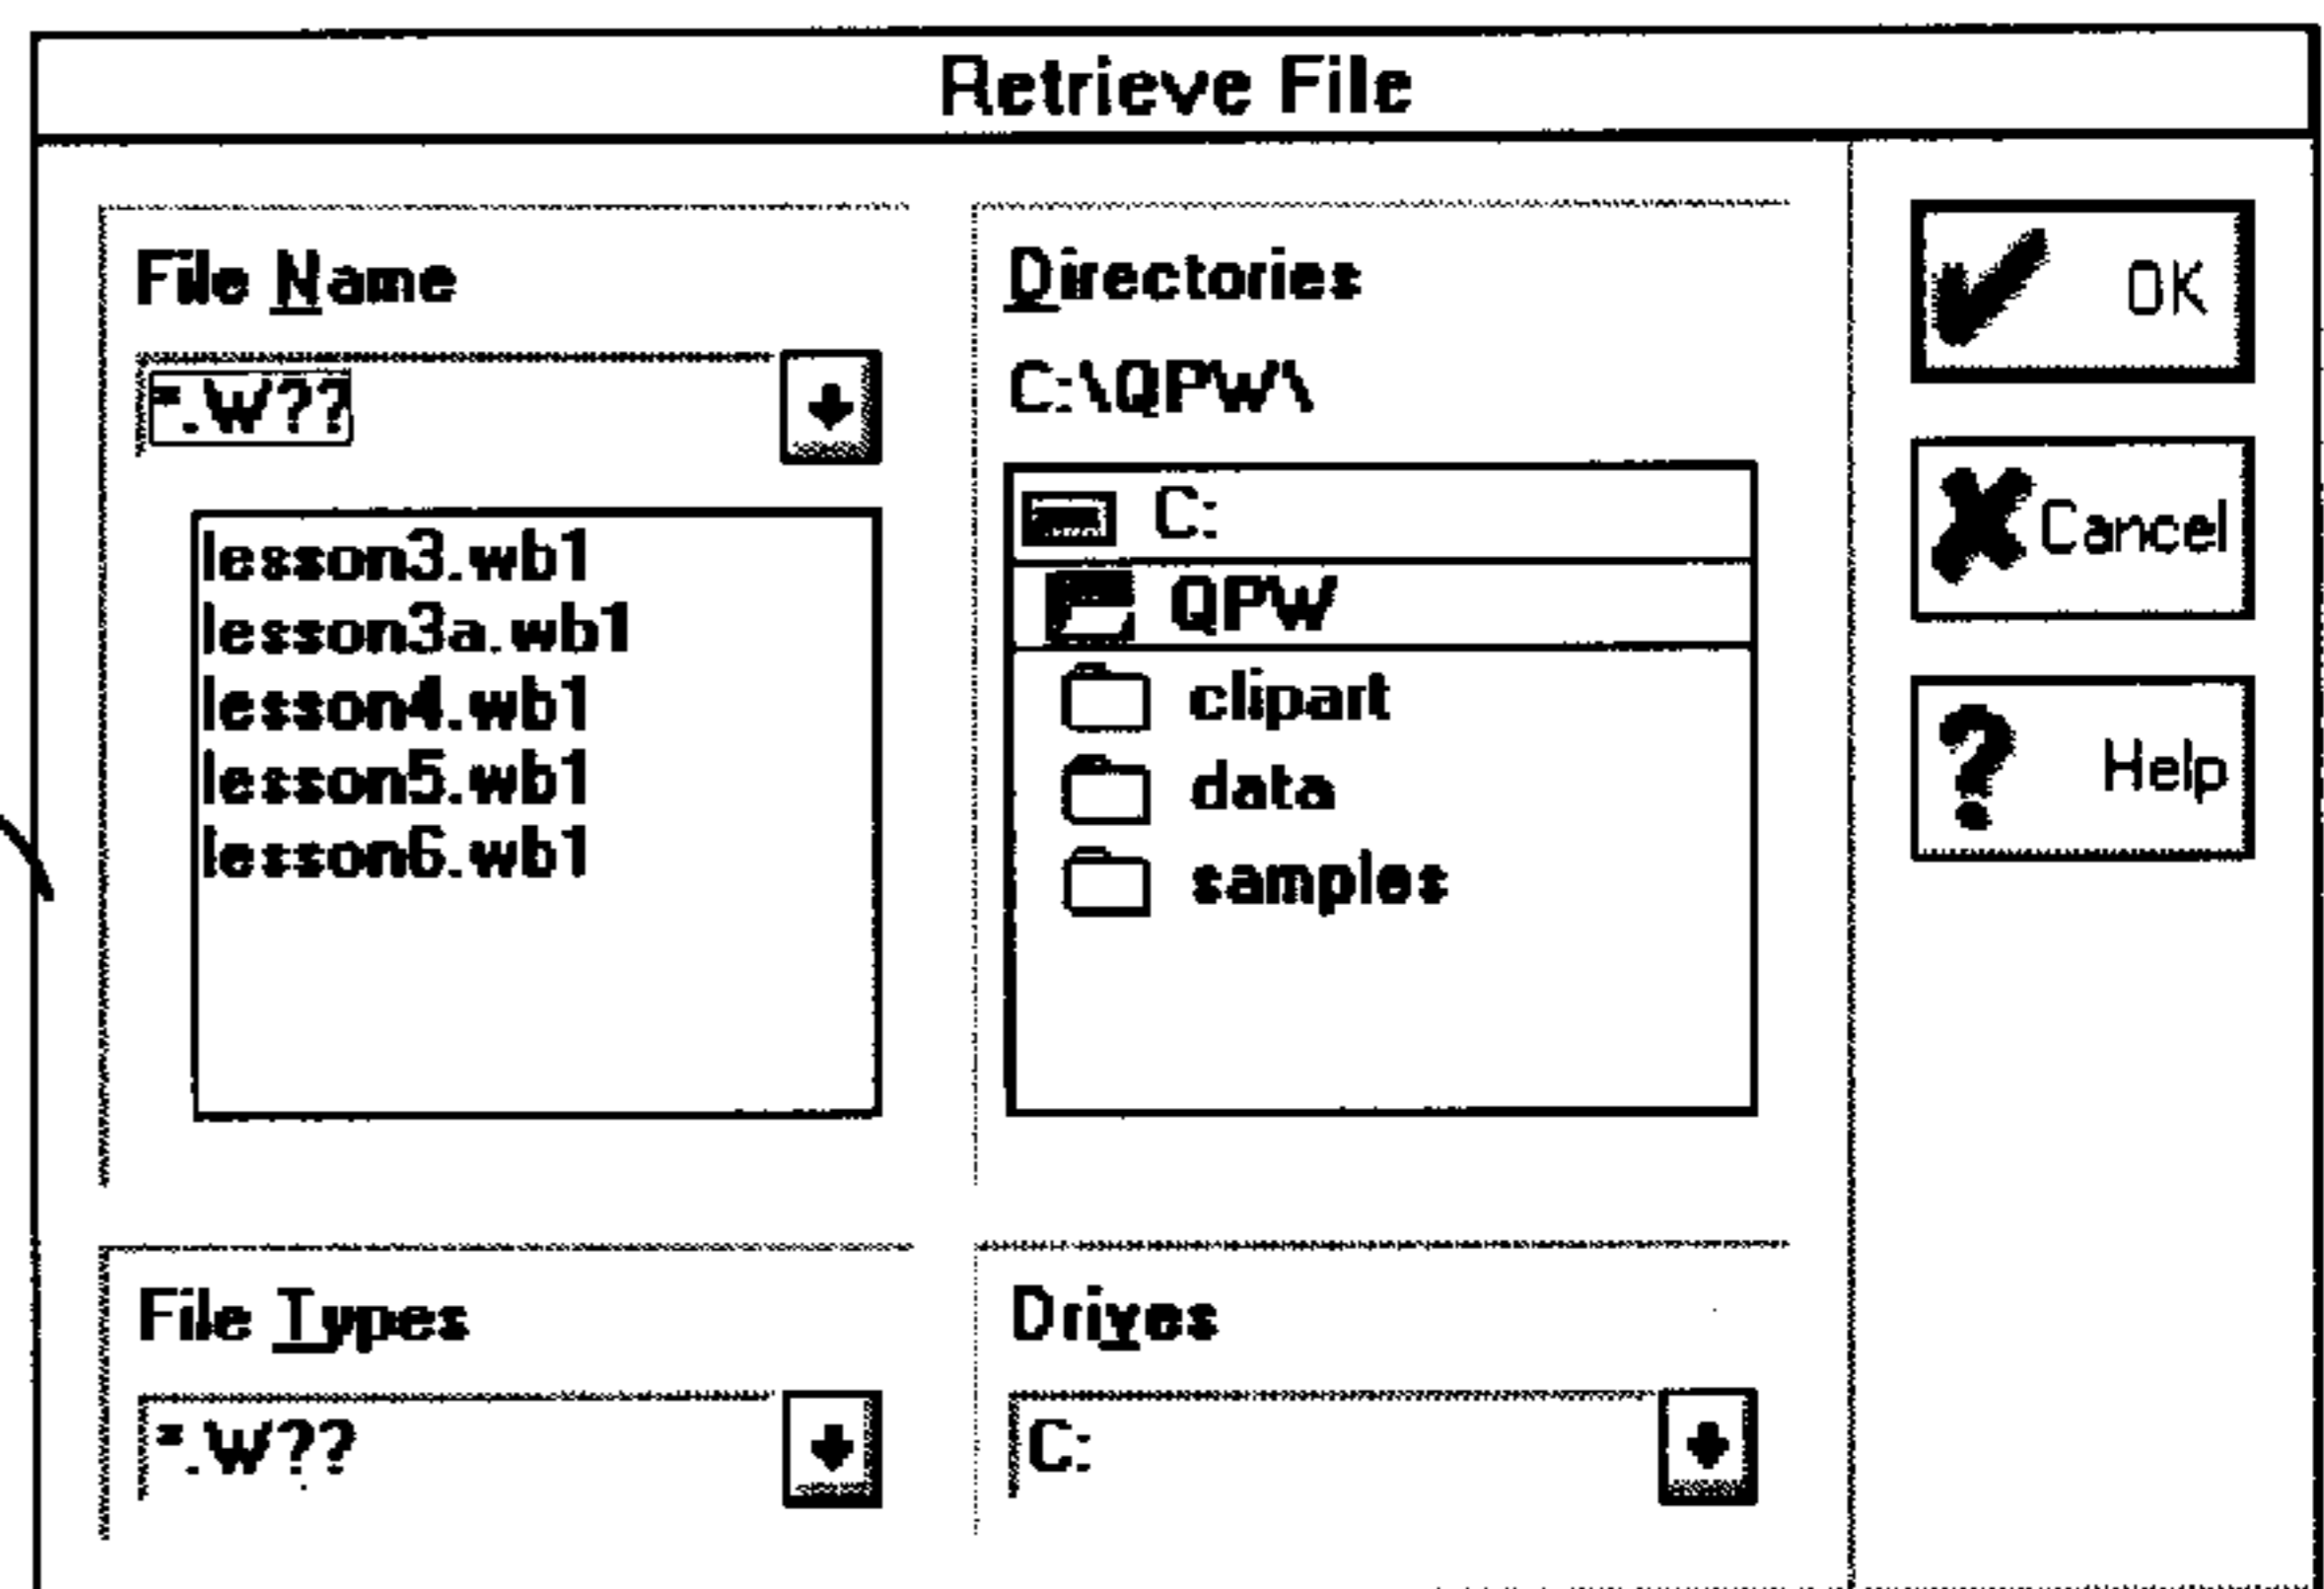 Retrieve File
File Name
*.W??
lesson3.wb1
lesson3a.wb1
lesson4.wb1
lesson5.wb1
lesson6.wb1
Directories
C:\QPW\
C:
QPW
clipart
data
samples
OK
Cancel
Help
File Types
*.W??
Drives
C: